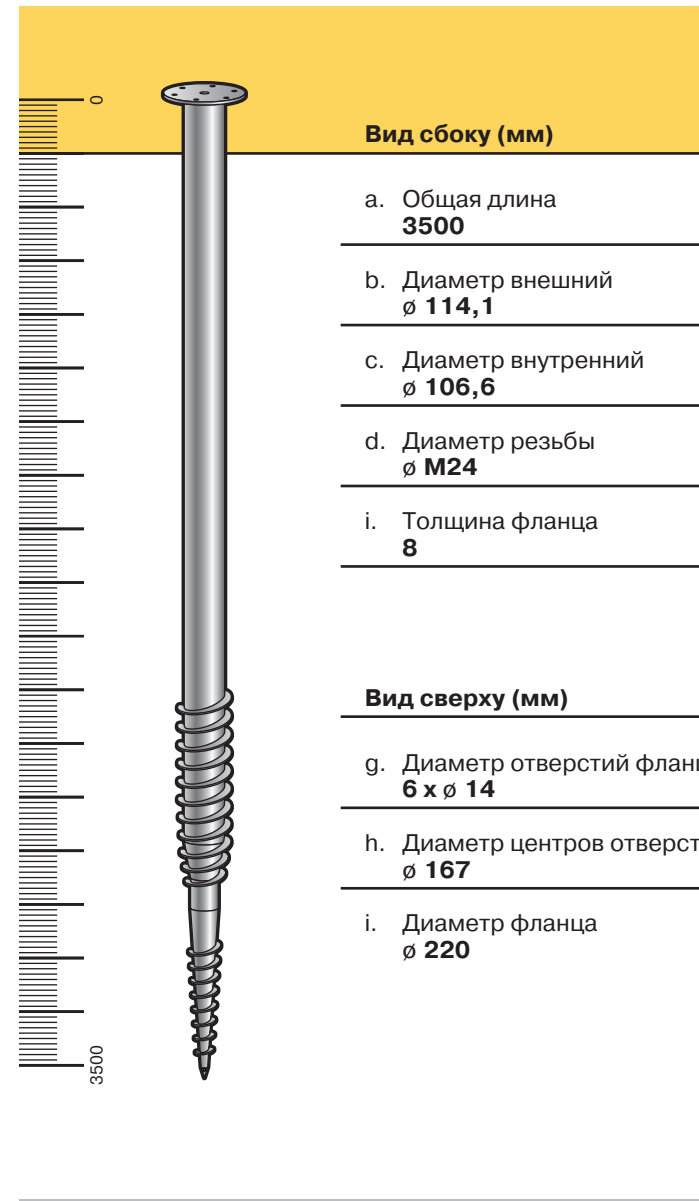 0
Вид сбоку (мм)
a. Общая длина
3500
b. Диаметр внешний
ø 114,1
c. Диаметр внутренний
ø 106,6
d. Диаметр резьбы
ø M24
i. Толщина фланца
8
Вид сверху (мм)
g. Диаметр отверстий
6 x ø 14
h. Диаметр центров
ø 167
i. Диаметр фланца
ø 220
3500